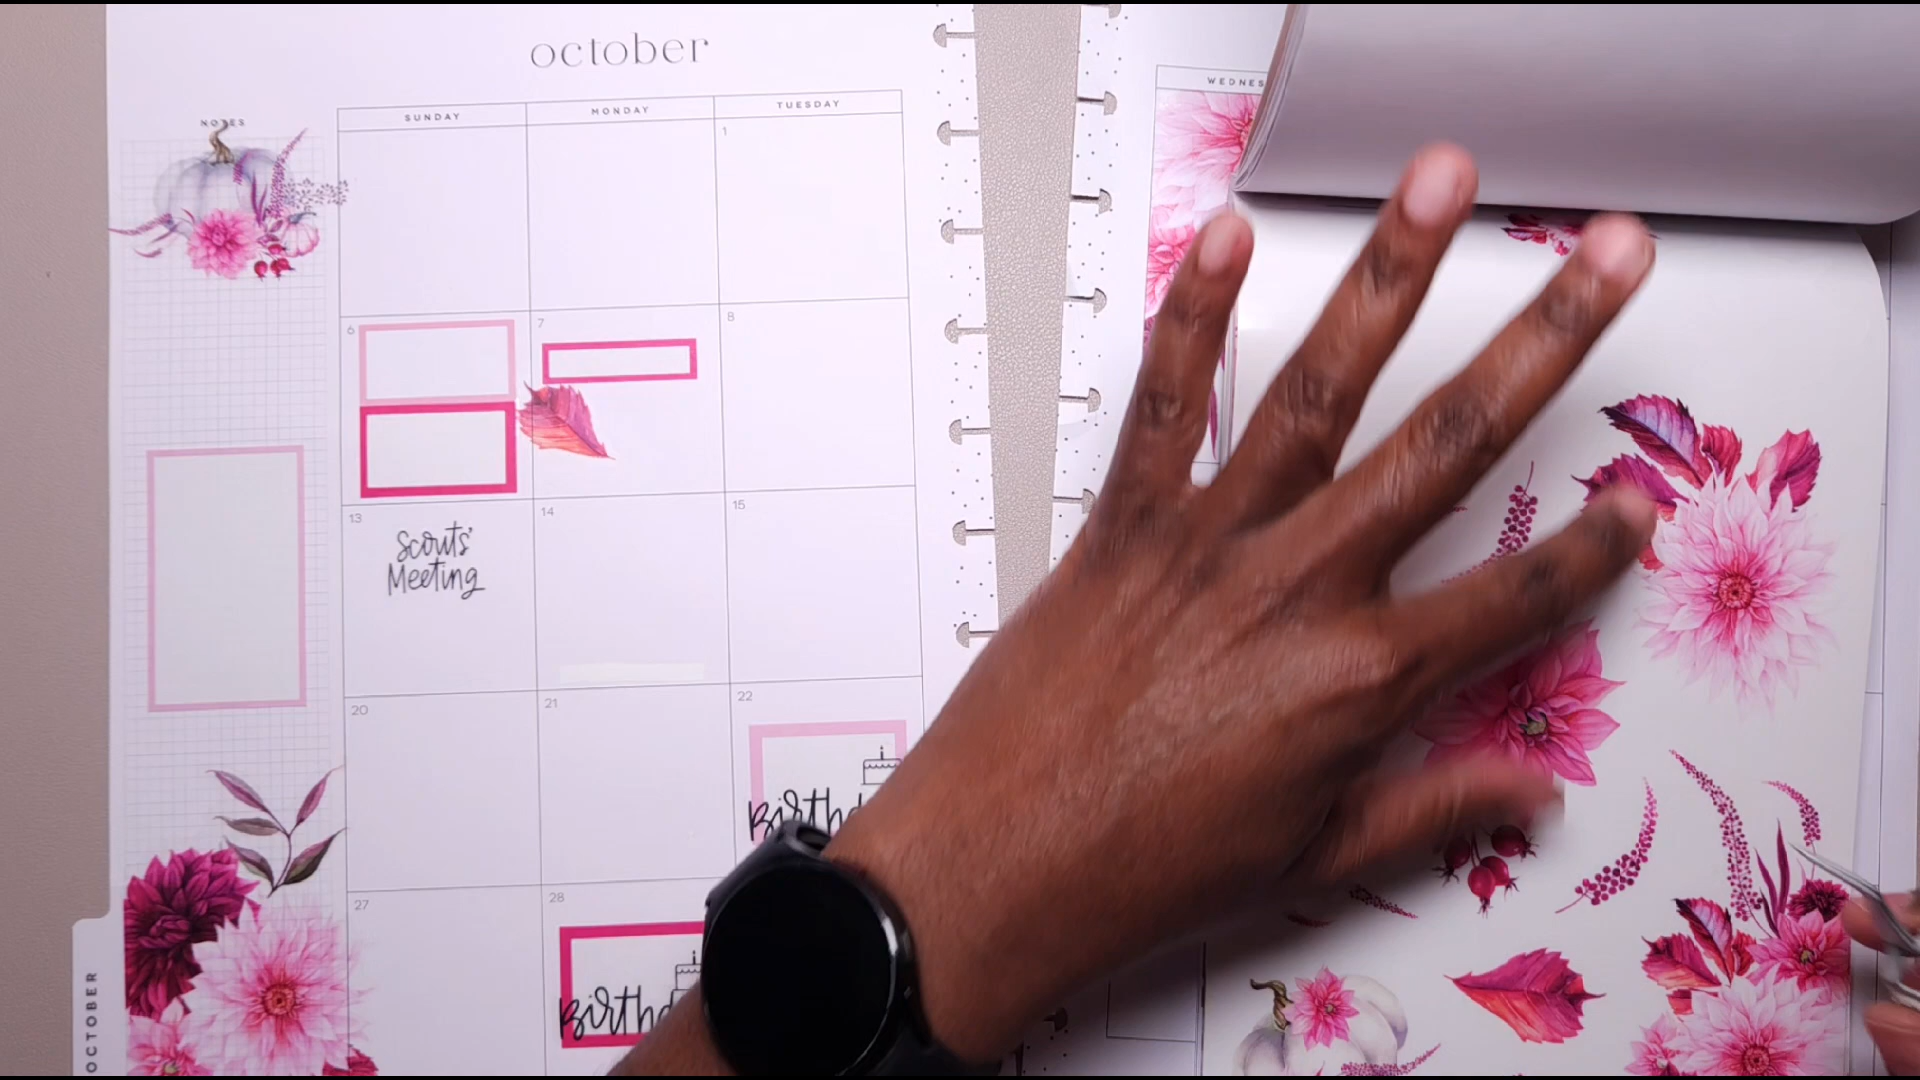 october
NOTES
SUNDAY
MONDAY
TUESDAY
1
6
7
8
13
Scouts'
Meeting
14
15
20
21
22
27
28
OCTOBER